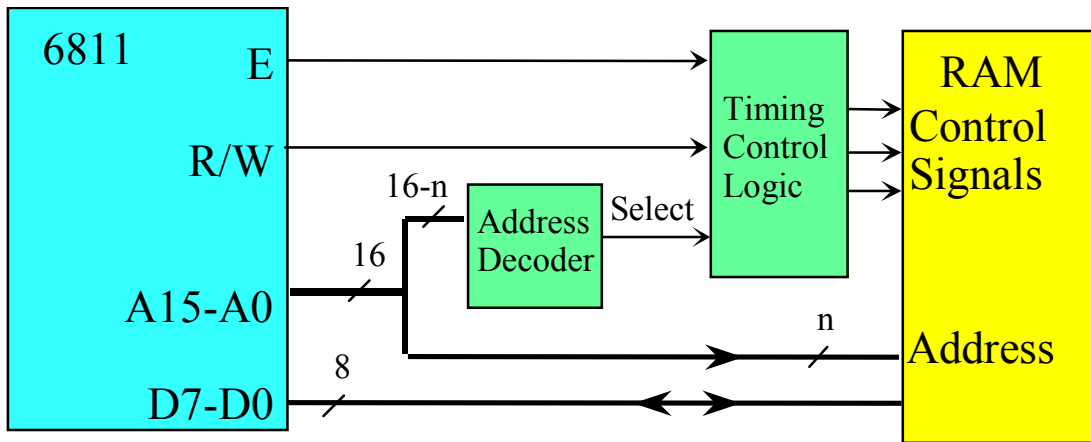 6811
E
R/W
A15-A0
D7-D0
16
8
16-n
Address
Decoder
Select
Timing
Control
Logic
n
RAM
Control
Signals
Address